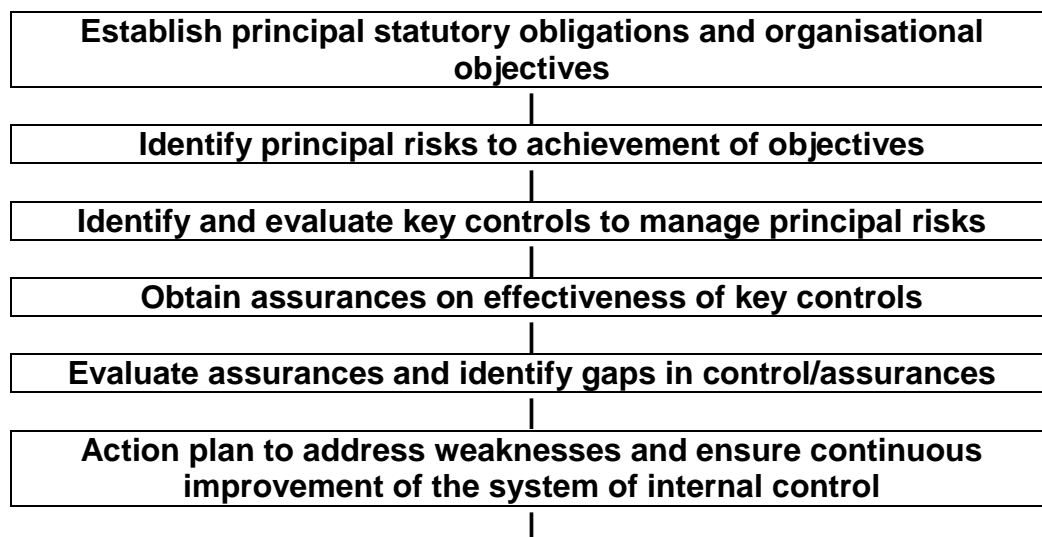 Establish principal statutory obligations and organisational
objectives
Identify principal risks to achievement of objectives
Identify and evaluate key controls to manage principal risks
Obtain assurances on effectiveness of key controls
Evaluate assurances and identify gaps in control/assurances
Action plan to address weaknesses and ensure continuous
improvement of the system of internal control